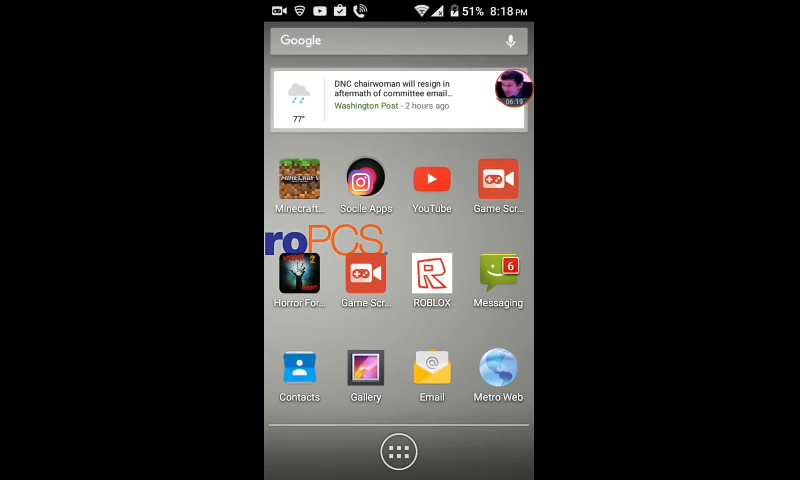 51% 8:18 PM
Google
DNC chairwoman will resign in
aftermath of committee email...
Washington Post - 2 hours ago
06:19
77°
MINECRAFT
Minecraft...
Socile Apps
YouTube
Game Scr...
roPCS
2
6
Horror For...
Game Scr...
ROBLOX
Messaging
Contacts
Gallery
Email
Metro Web